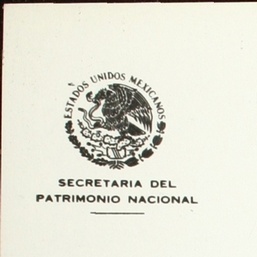 ESTADOS UNIDOS MEXICANOS
SECRETARIA DEL
PATRIMONIO NACIONAL